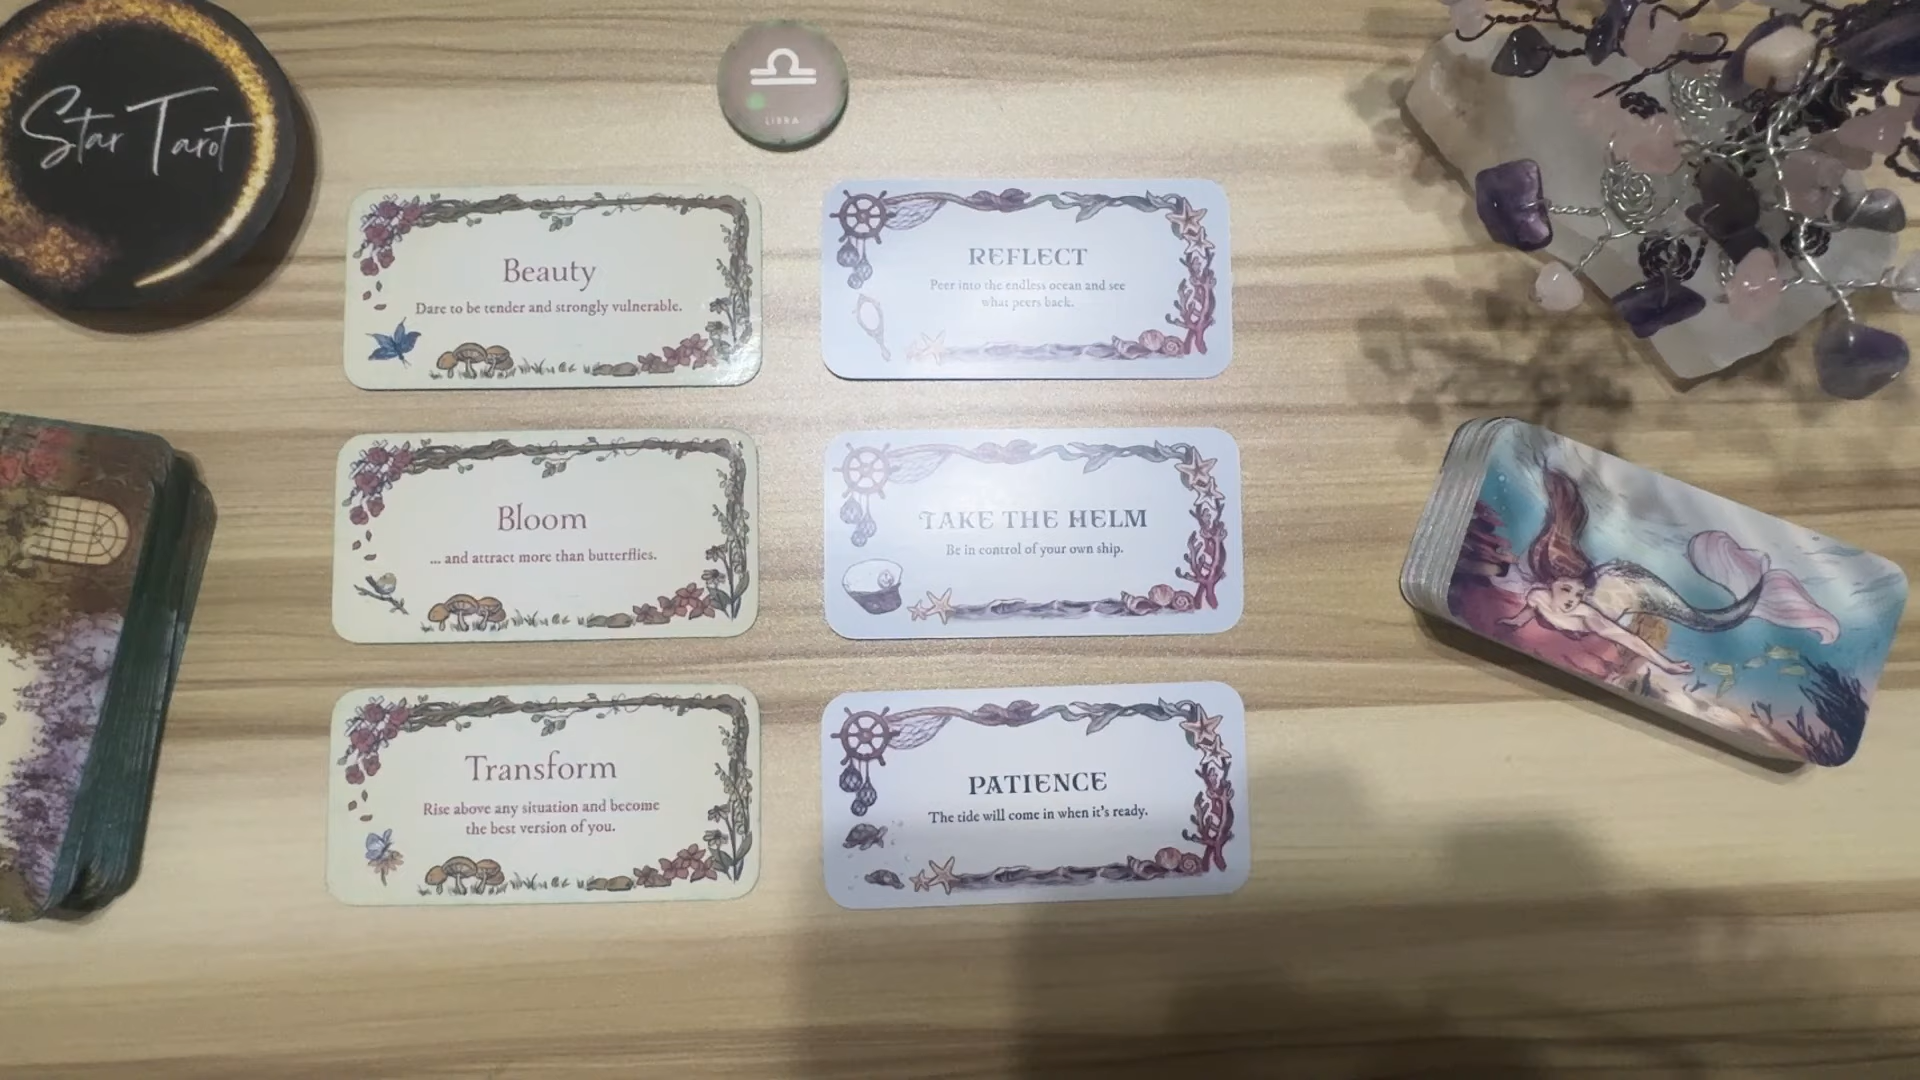 Star Tarot
LIBRA
Beauty
Dare to be tender and strongly vulnerable.
REFLECT
Peer into the endless ocean and see
what peers back.
Bloom
... and attract more than butterflies.
TAKE THE HELM
Be in control of your own ship.
Transform
Rise above any situation and become
the best version of you.
PATIENCE
The tide will come in when it's ready.